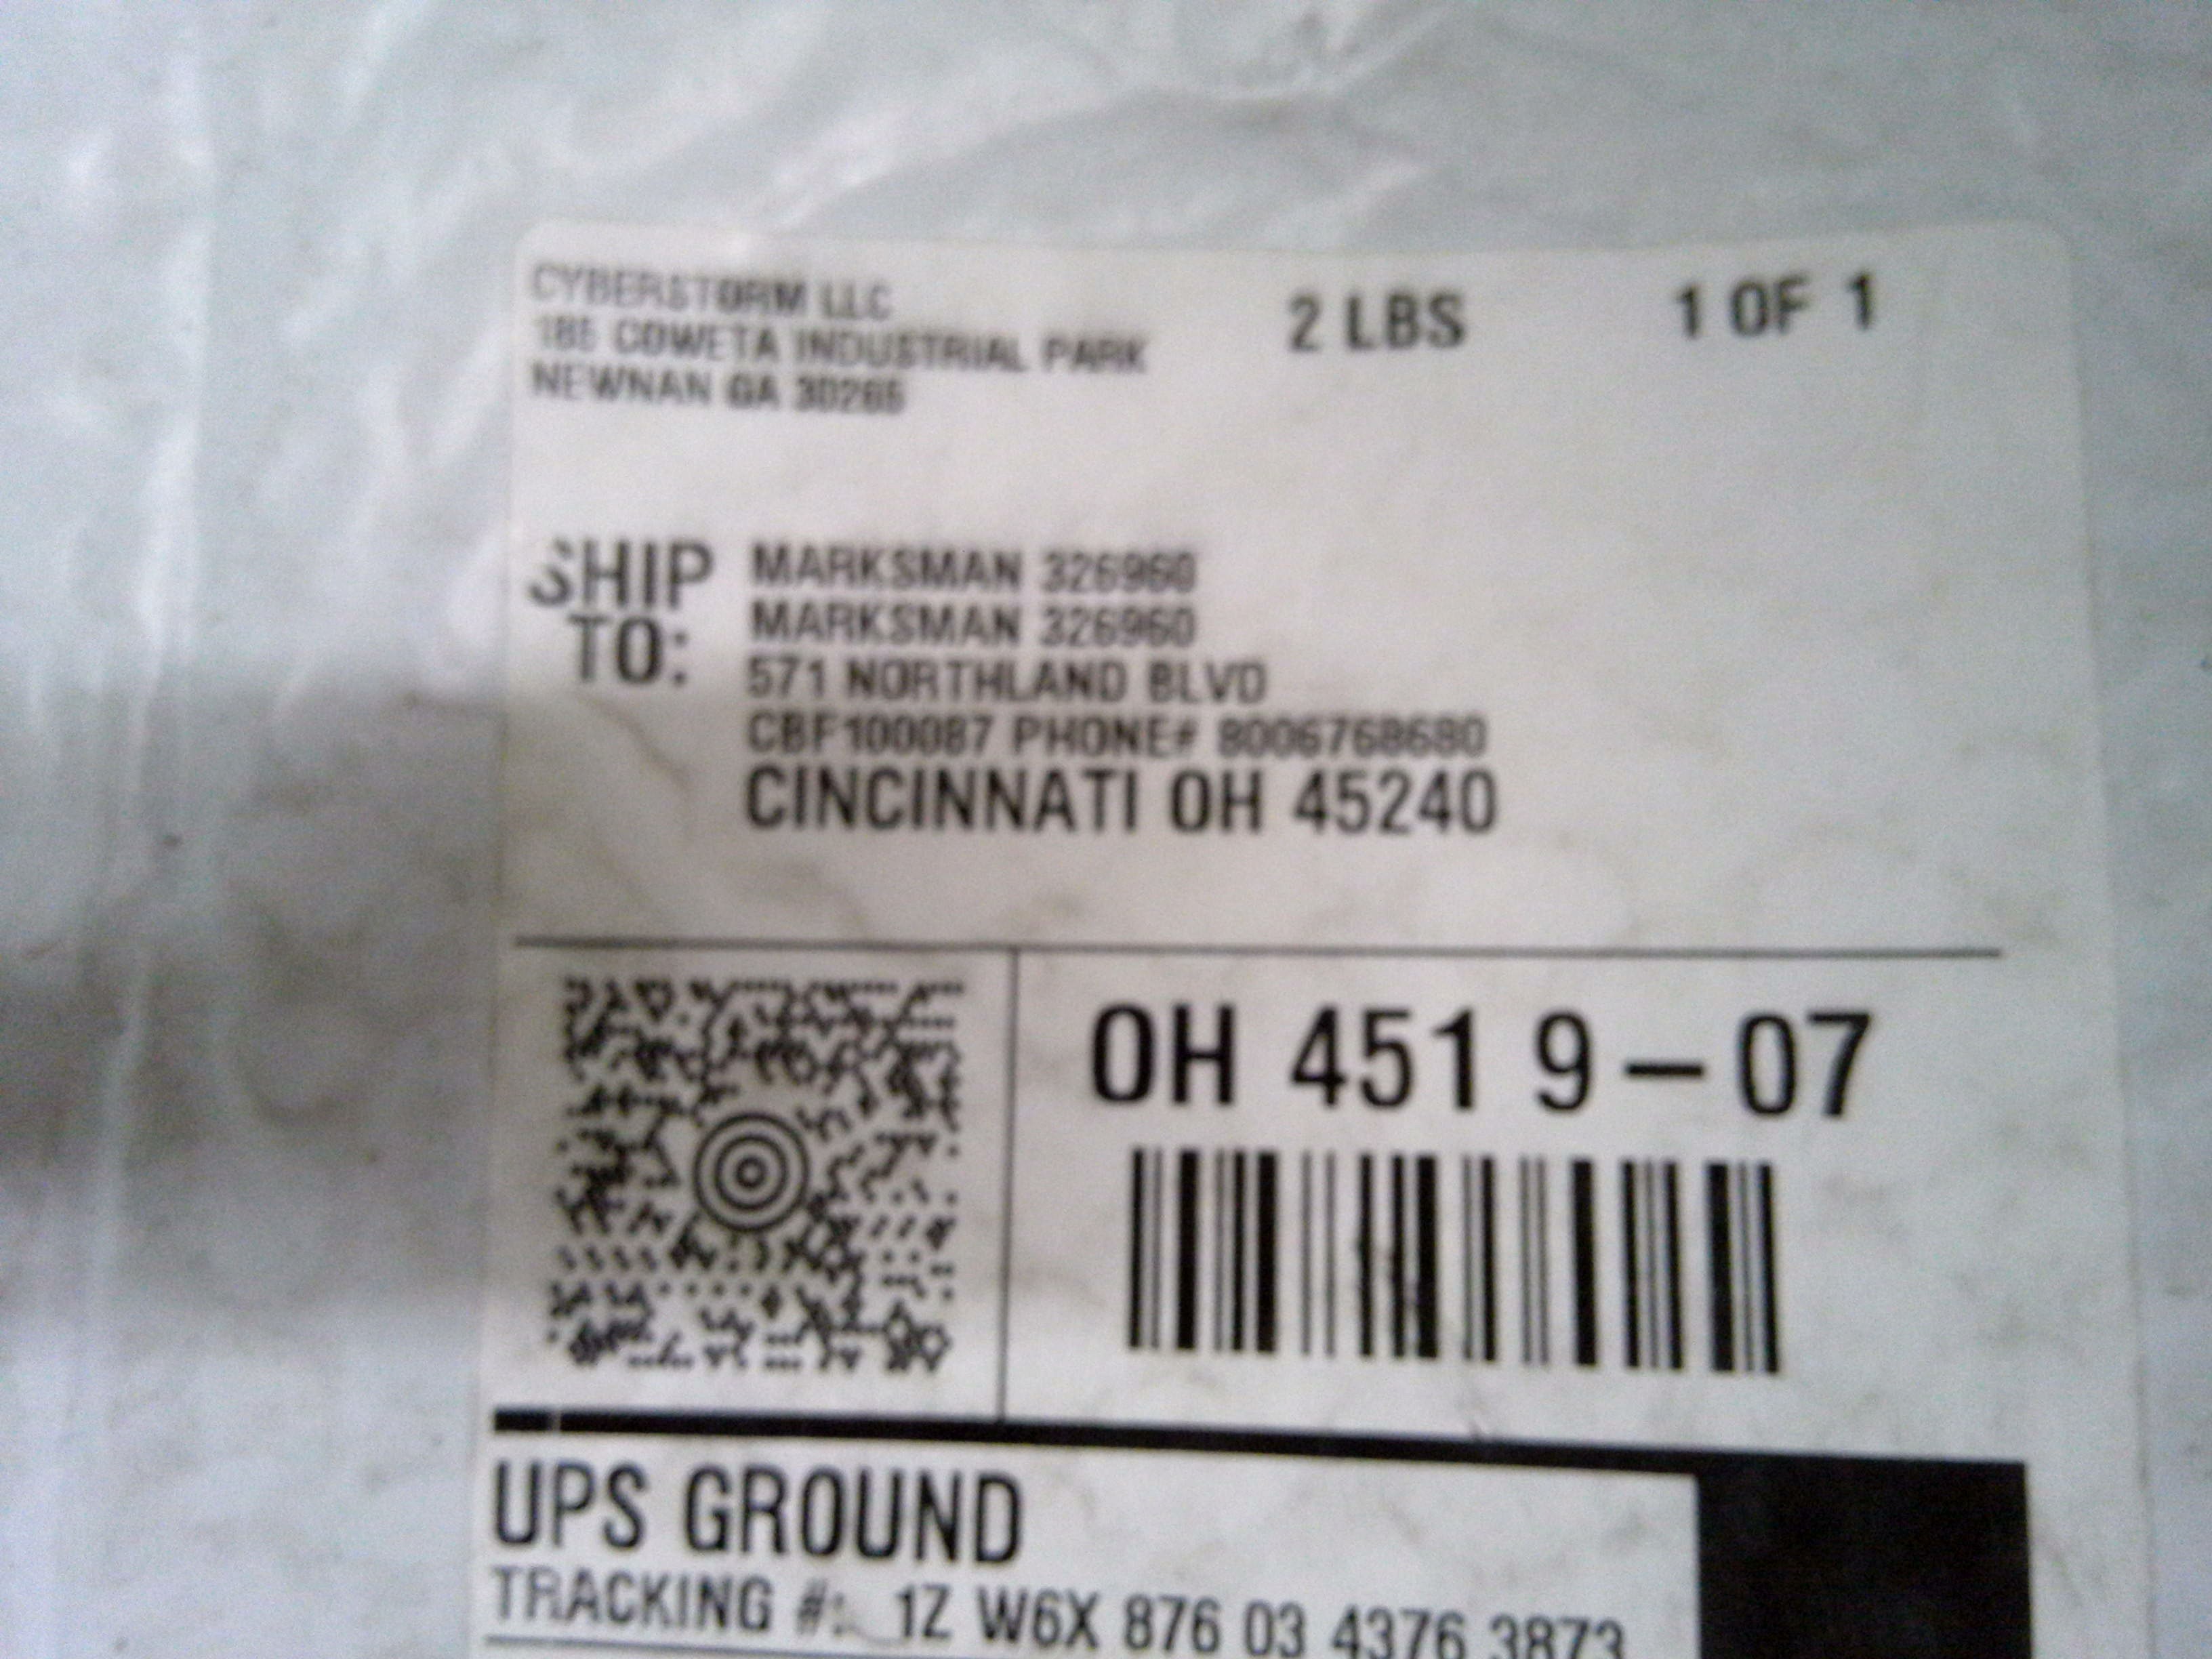 CYBERSTORM LLC
185 COWETA INDUSTRIAL PARK
NEWNAN GA 30265
2 LBS
1 OF 1
SHIP TO:
MARKSMAN 326960
MARKSMAN 326960
571 NORTHLAND BLVD
CBF100087 PHONE# 8006768680
CINCINNATI OH 45240
OH 451 9-07
UPS GROUND
TRACKING #: 1Z W6X 876 03 4376 3873